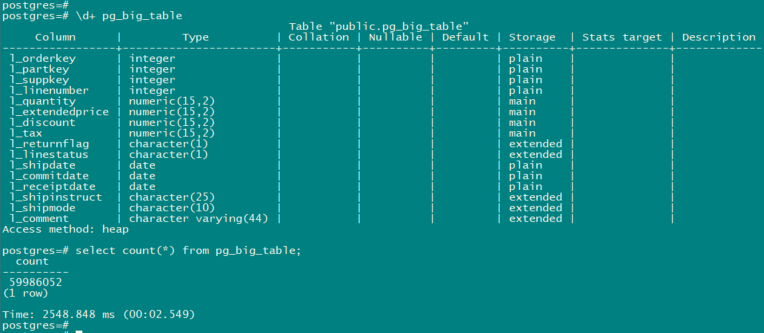 postgres=#
postgres=# \d+ pg_big_table
Table "public.pg_big_table"
Column | Type | Collation | Nullable | Default | Storage | Stats target | Description
-----------------+-----------------------+-----------+----------+---------+----------+--------------+-------------
l_orderkey | integer | | | | plain | |
l_partkey | integer | | | | plain | |
l_suppkey | integer | | | | plain | |
l_linenumber | integer | | | | plain | |
l_quantity | numeric(15,2) | | | | main | |
l_extendedprice | numeric(15,2) | | | | main | |
l_discount | numeric(15,2) | | | | main | |
l_tax | numeric(15,2) | | | | main | |
l_returnflag | character(1) | | | | extended | |
l_linestatus | character(1) | | | | extended | |
l_shipdate | date | | | | plain | |
l_commitdate | date | | | | plain | |
l_receiptdate | date | | | | plain | |
l_shipinstruct | character(25) | | | | extended | |
l_shipmode | character(10) | | | | extended | |
l_comment | character varying(44) | | | | extended | |
Access method: heap
postgres=# select count(*) from pg_big_table;
count
----------
59986052
(1 row)
Time: 2548.848 ms (00:02.549)
postgres=#
postgres=#